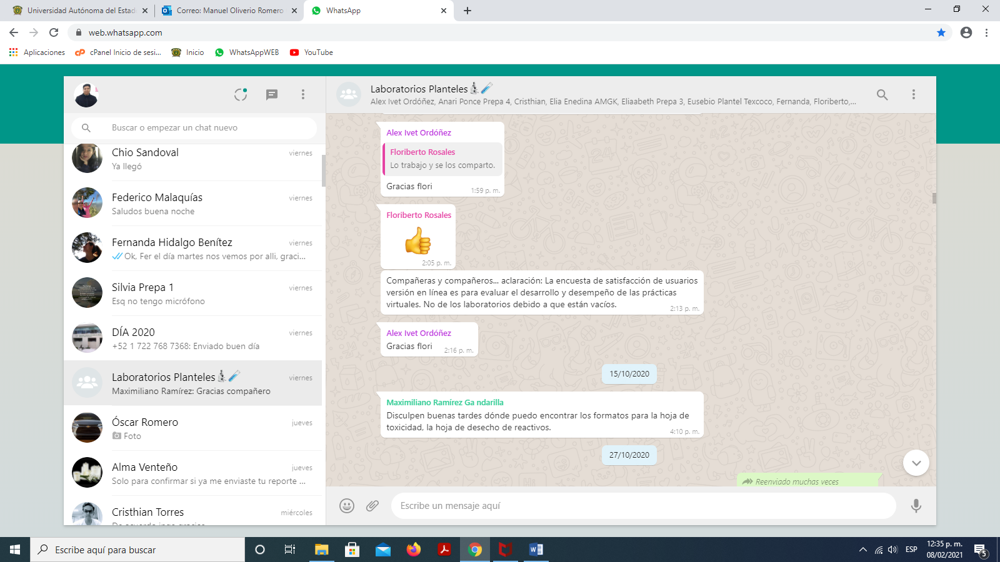 Universidad Autónoma del Estad
Correo: Manuel Oliverio Romero
WhatsApp
web.whatsapp.com
Aplicaciones
cPanel Inicio de sesi...
Inicio
WhatsAppWEB
YouTube
Buscar o empezar un chat nuevo
Chio Sandoval
viernes
Ya llegó
Federico Malaquías
viernes
Saludos buena noche
Fernanda Hidalgo Benítez
viernes
Ok, Fer el día martes nos vemos por alli, graci...
Silvia Prepa 1
viernes
Esq no tengo micrófono
DÍA 2020
viernes
+52 1 722 768 7368: Enviado buen día
Laboratorios Planteles
viernes
Maximiliano Ramírez: Gracias compañero
Óscar Romero
jueves
Foto
Alma Venteño
jueves
Solo para confirmar si ya me enviaste tu reporte ...
Cristhian Torres
miércoles
Laboratorios Planteles
Alex Ivet Ordóñez, Anari Ponce Prepa 4, Cristhian, Elia Enedina AMGK, Eliaabeth Prepa 3, Eusebio Plantel Texcoco, Fernanda, Floriberto,...
Alex Ivet Ordóñez
Floriberto Rosales
Lo trabajo y se los comparto.
Gracias flori
1:59 p. m.
Floriberto Rosales
2:05 p. m.
Compañeras y compañeros... aclaración: La encuesta de satisfacción de usuarios
versión en línea es para evaluar el desarrollo y desempeño de las prácticas
virtuales. No de los laboratorios debido a que están vacíos.
2:13 p. m.
Alex Ivet Ordóñez
Gracias flori
2:16 p. m.
15/10/2020
Maximiliano Ramírez Ga ndarilla
Disculpen buenas tardes dónde puedo encontrar los formatos para la hoja de
toxicidad, la hoja de desecho de reactivos.
4:10 p. m.
27/10/2020
Reenviado muchas veces
Escribe un mensaje aquí
Escribe aquí para buscar
ESP
12:35 p. m.
08/02/2021
5